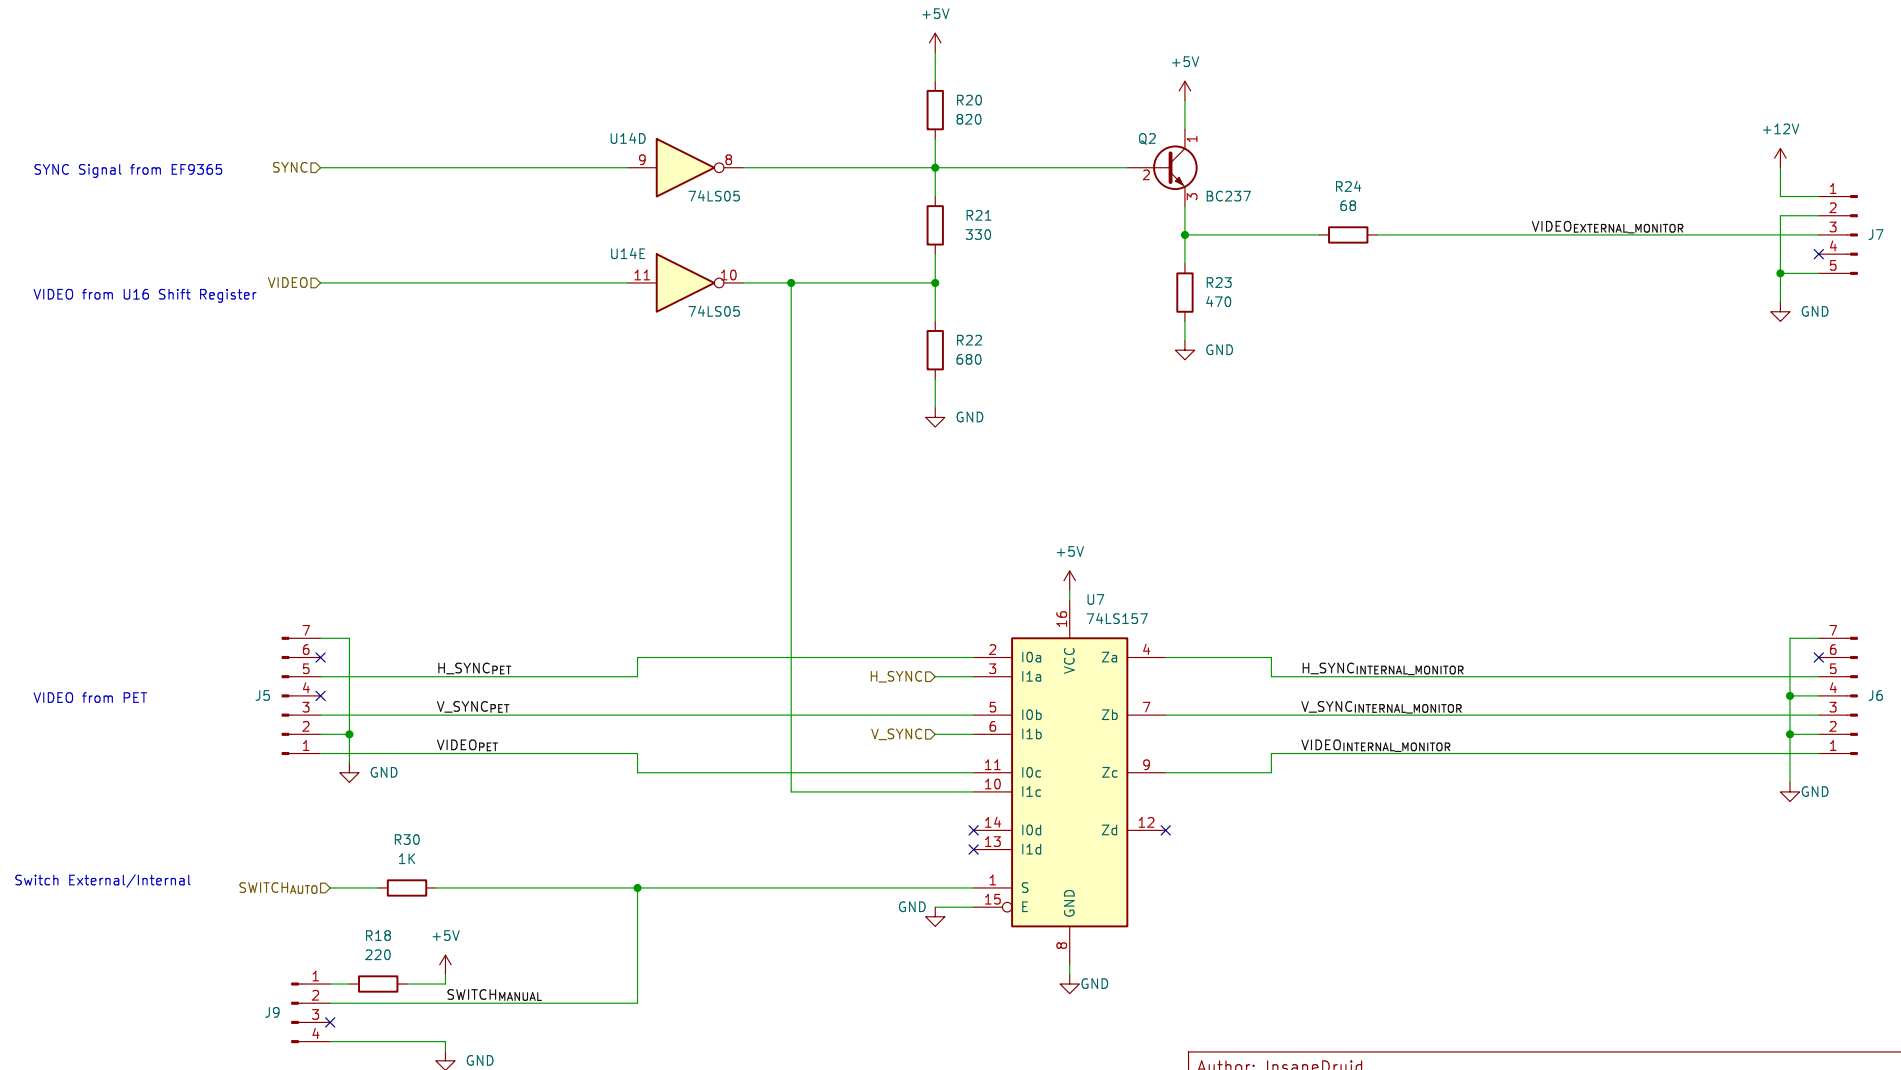 +5V
+5V
R20
820
U14D
Q2
1
+12V
SYNC Signal from EF9365
SYNC
9
8
2
74LS05
3
BC237
R24
68
R21
330
VIDEOEXTERNAL_MONITOR
1
2
3
4
5
J7
U14E
VIDEO from U16 Shift Register
VIDEO
11
10
74LS05
R23
470
GND
GND
R22
680
GND
+5V
U7
74LS157
16
VCC
7
6
5
4
3
2
1
J5
VIDEO from PET
H_SYNCPET
V_SYNCPET
VIDEOPET
GND
H_SYNC
V_SYNC
2 I0a
3 I1a
5 I0b
6 I1b
11 I0c
10 I1c
14 I0d
13 I1d
1 S
15 E
Za 4
Zb 7
Zc 9
Zd 12
GND
8
GND
GND
H_SYNCINTERNAL_MONITOR
V_SYNCINTERNAL_MONITOR
VIDEOINTERNAL_MONITOR
7
6
5
4
3
2
1
J6
GND
R30
1K
Switch External/Internal
SWITCHAUTO
R18
220
+5V
1
2
3
4
J9
SWITCHMANUAL
GND
Author: InsaneDruid